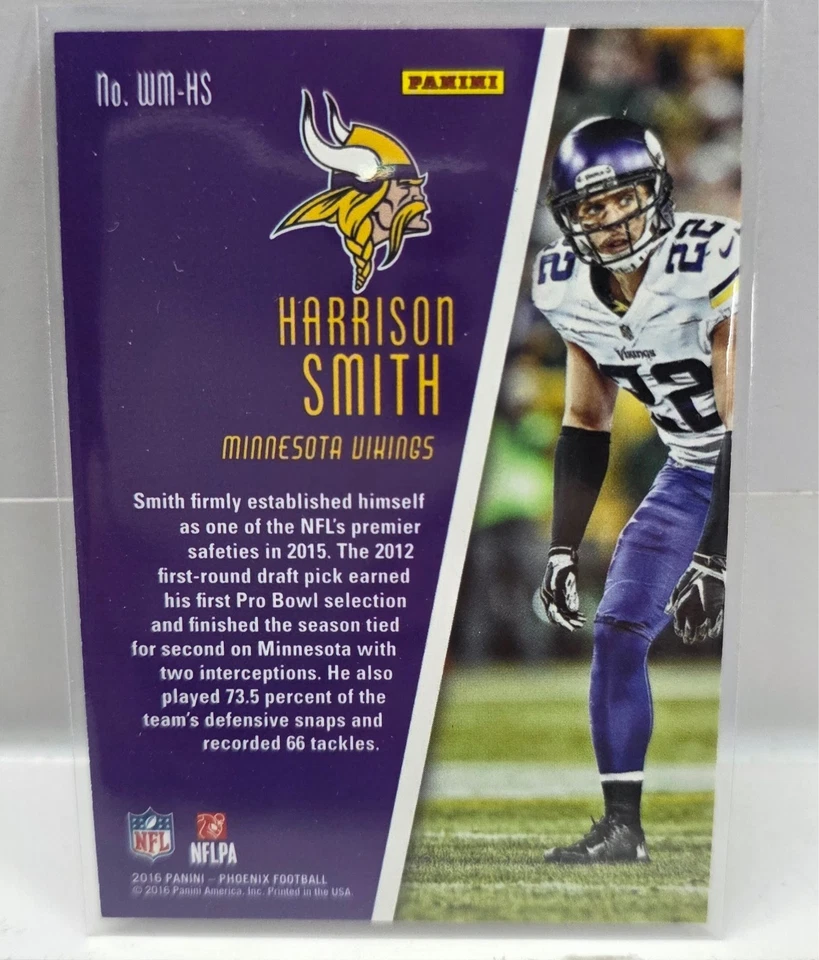 No. WM-HS
PANINI
HARRISON
SMITH
MINNESOTA VIKINGS
Smith firmly established himself
as one of the NFL's premier
safeties in 2015. The 2012
first-round draft pick earned
his first Pro Bowl selection
and finished the season tied
for second on Minnesota with
two interceptions. He also
played 73.5 percent of the
team's defensive snaps and
recorded 66 tackles.
22
22
Vikings
22
NFL
NFLPA
2016 PANINI – PHOENIX FOOTBALL
© 2016 Panini America, Inc. Printed in the USA.